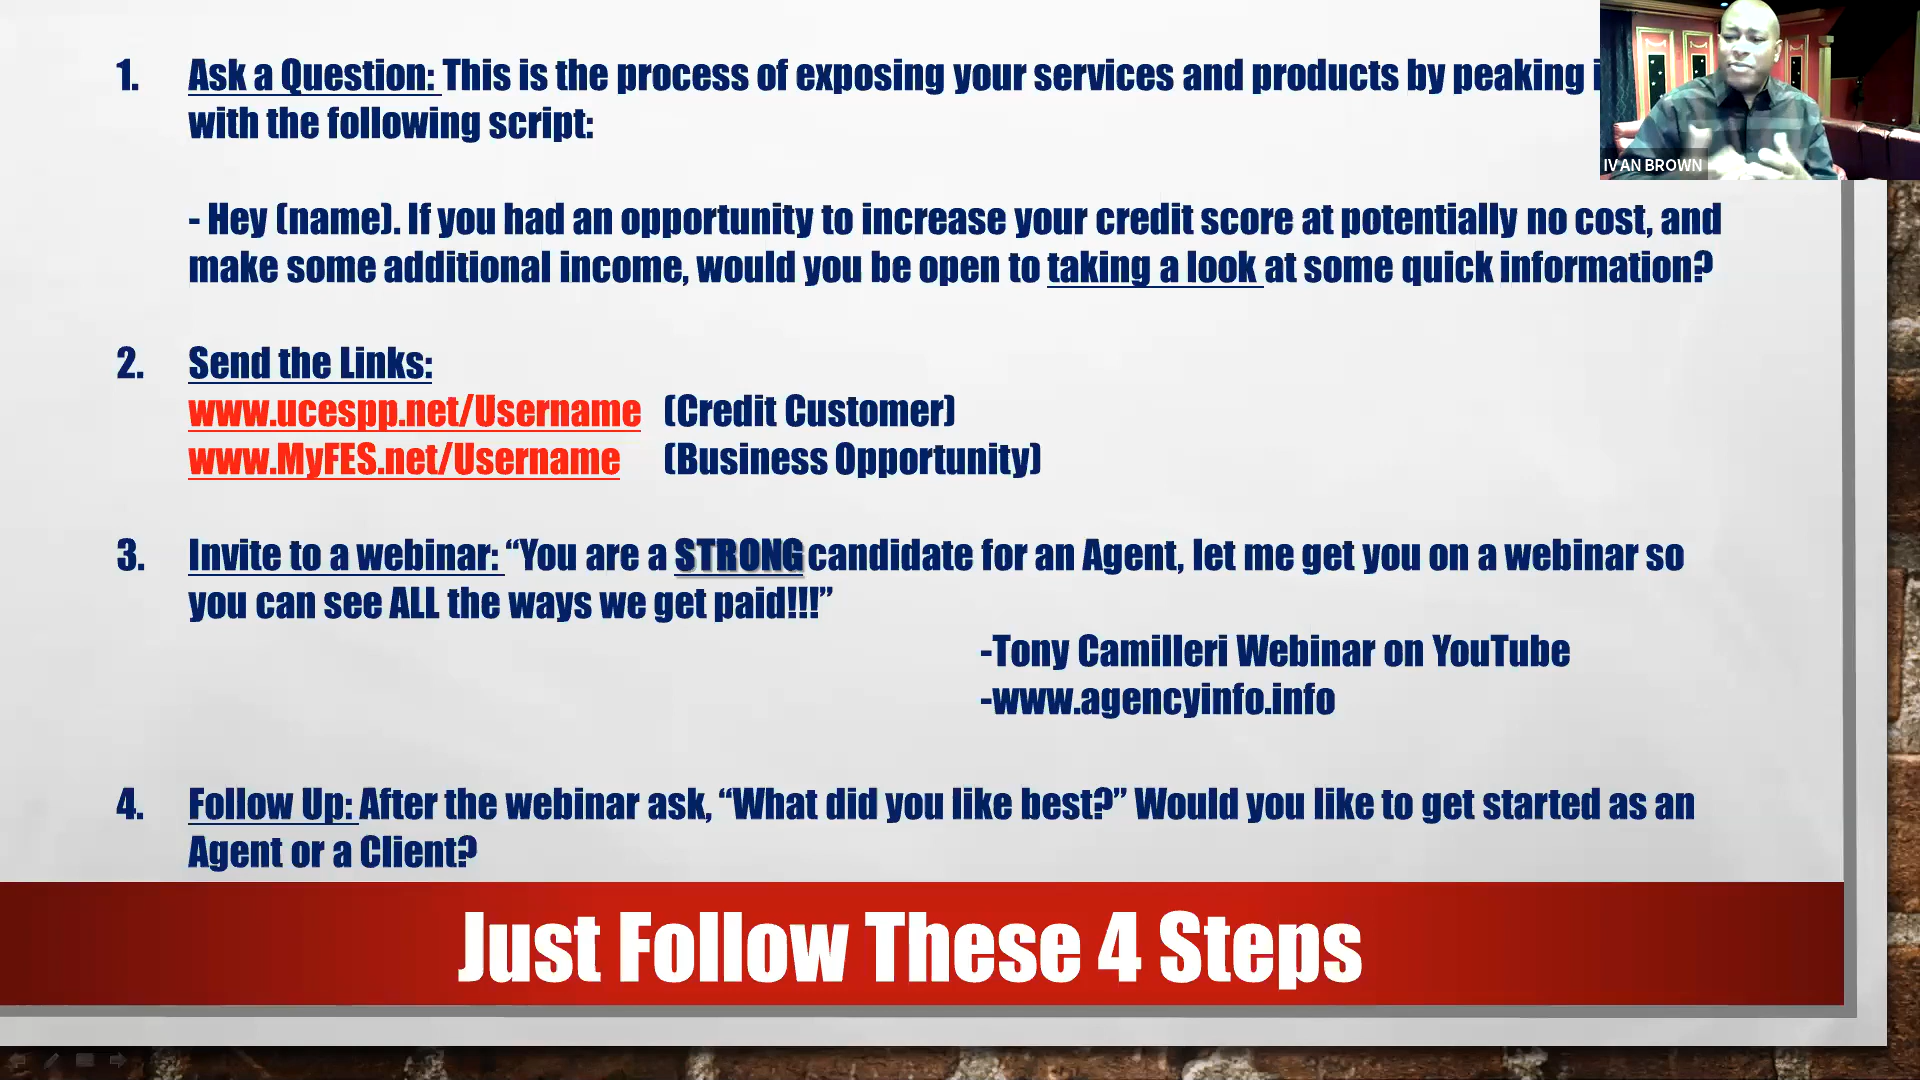 1. Ask a Question: This is the process of exposing your services and products by peaking
with the following script:
- Hey (name). If you had an opportunity to increase your credit score at potentially no cost, and
make some additional income, would you be open to taking a look at some quick information?
2. Send the Links:
www.ucespp.net/Username (Credit Customer)
www.MyFES.net/Username (Business Opportunity)
3. Invite to a webinar: “You are a STRONG candidate for an Agent, let me get you on a webinar so
you can see ALL the ways we get paid!!!”
-Tony Camilleri Webinar on YouTube
-www.agencyinfo.info
4. Follow Up: After the webinar ask, “What did you like best?” Would you like to get started as an
Agent or a Client?
Just Follow These 4 Steps
IVAN BROWN